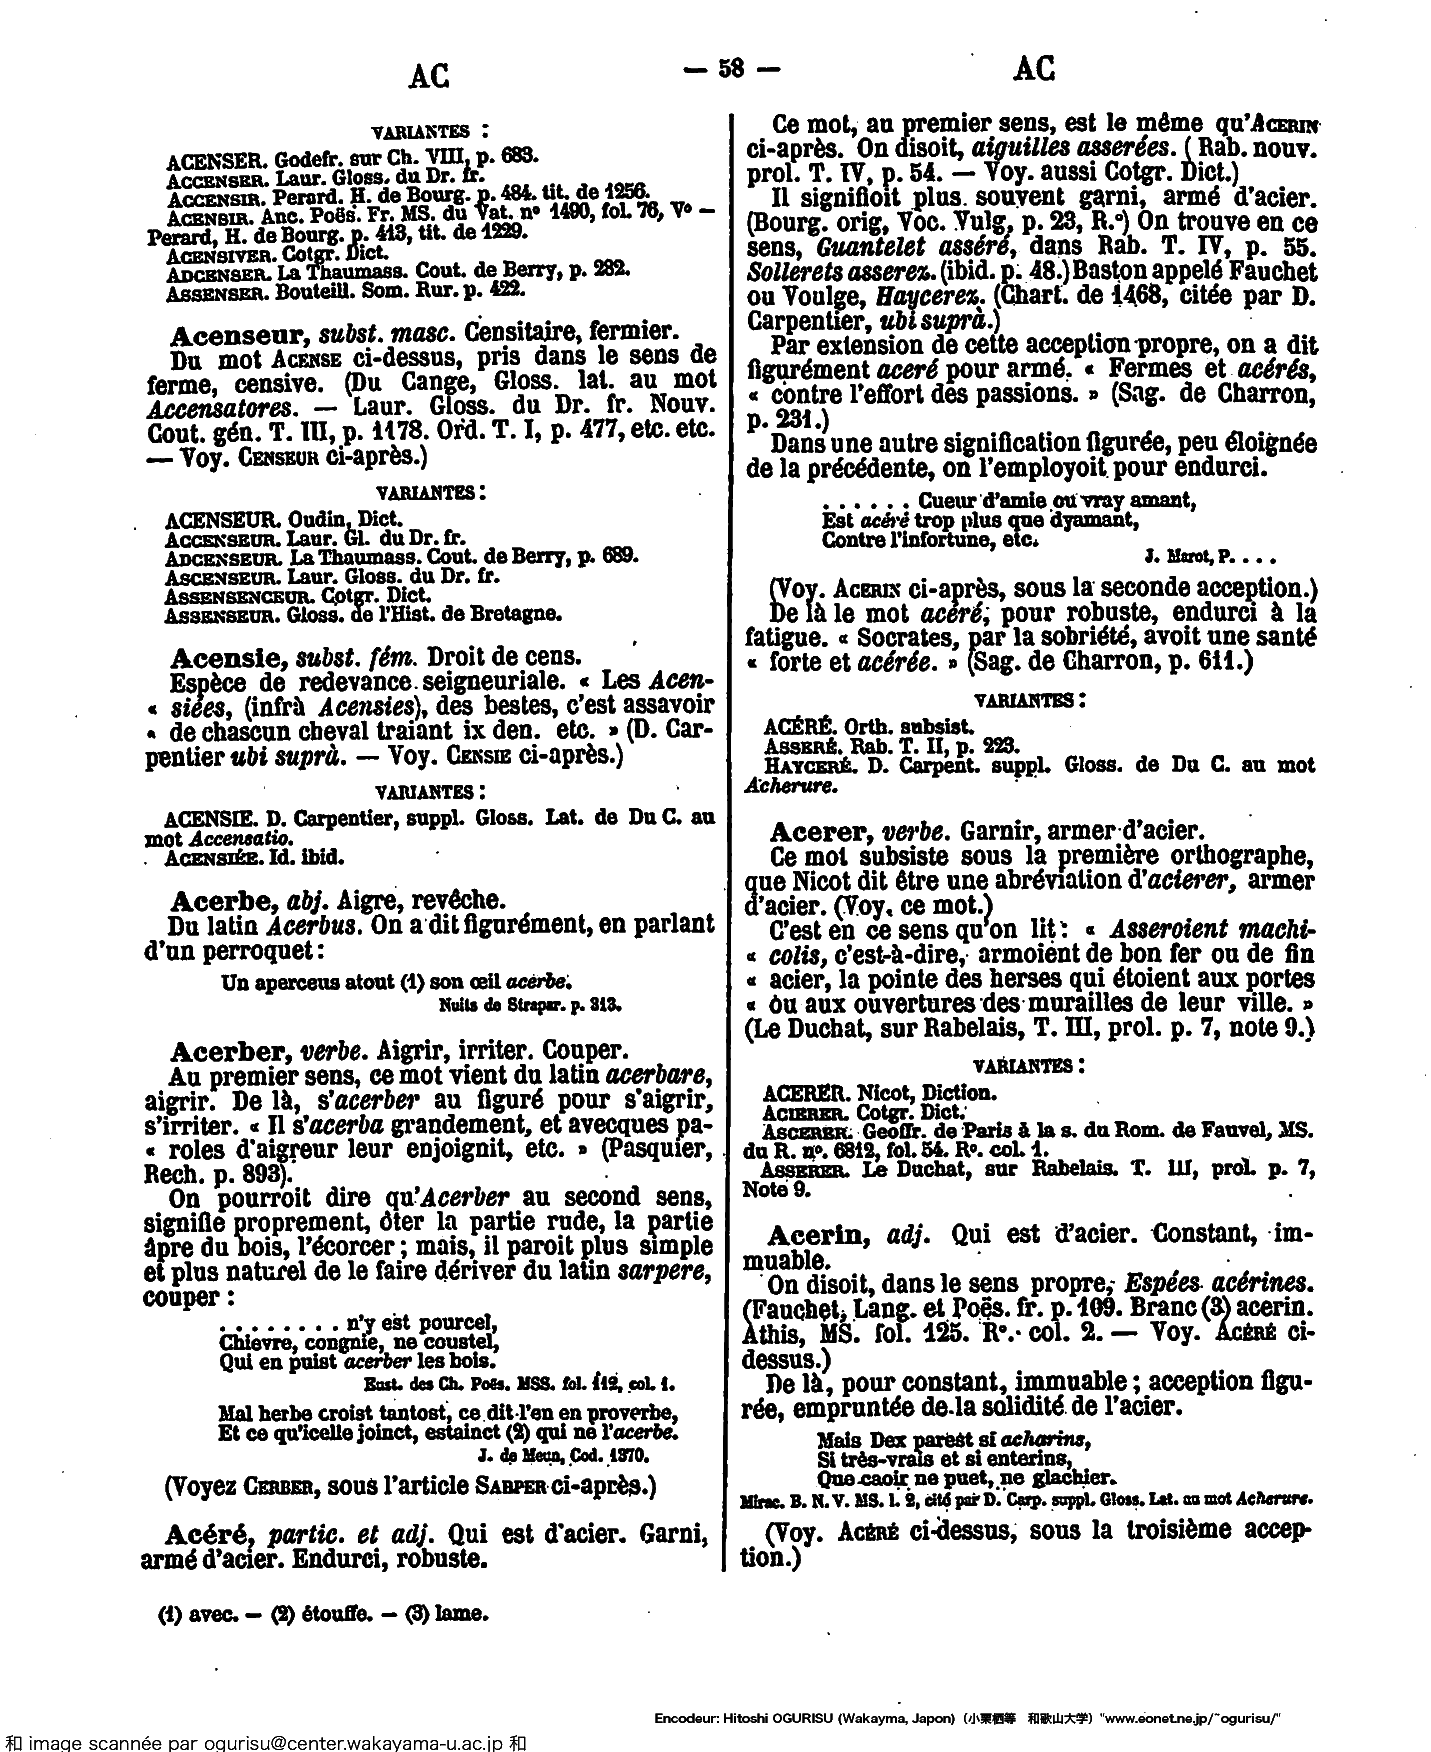 AC — 58 — AC
VARIANTES :
ACENSER. Godefr. sur Ch. VIII, p. 683.
ACCENSER. Laur. Gloss. du Dr. fr.
ACCENSIR. Perard. H. de Bourg. p. 484. tit. de 1256.
ACENSIR. Anc. Poës. Fr. MS. du Vat. nº 1490, fol. 76, Vº —
Perard, H. de Bourg. p. 413, tit. de 1229.
ACENSIVER. Cotgr. Dict.
ADCENSER. La Thaumass. Cout. de Berry, p. 282.
ASSENSER. Bouteill. Som. Rur. p. 422.
Acenseur, subst. masc. Censitaire, fermier.
Du mot ACENSE ci-dessus, pris dans le sens de
ferme, censive. (Du Cange, Gloss. lat. au mot
Accensatores. — Laur. Gloss. du Dr. fr. Nouv.
Cout. gén. T. III, p. 1178. Ord. T. I, p. 477, etc. etc.
— Voy. CENSEUR ci-après.)
VARIANTES :
ACENSEUR. Oudin, Dict.
ACCENSEUR. Laur. Gl. du Dr. fr.
ADCENSEUR. La Thaumass. Cout. de Berry, p. 689.
ASCENSEUR. Laur. Gloss. du Dr. fr.
ASSENSENCEUR. Cotgr. Dict.
ASSENSEUR. Gloss. de l'Hist. de Bretagne.
Acensie, subst. fém. Droit de cens.
Espèce de redevance seigneuriale. « Les Acen-
« siées, (infrà Acensies), des bestes, c'est assavoir
« de chascun cheval traiant ix den. etc. » (D. Car-
pentier ubi suprà. — Voy. CENSIE ci-après.)
VARIANTES :
ACENSIE. D. Carpentier, suppl. Gloss. Lat. de Du C. au
mot Accensatio.
ACENSIÉE. Id. ibid.
Acerbe, abj. Aigre, revêche.
Du latin Acerbus. On a dit figurément, en parlant
d'un perroquet :
Un aperceus atout (1) son œil acerbe.
Nuits de Strapar. p. 313.
Acerber, verbe. Aigrir, irriter. Couper.
Au premier sens, ce mot vient du latin acerbare,
aigrir. De là, s'acerber au figuré pour s'aigrir,
s'irriter. « Il s'acerba grandement, et avecques pa-
« roles d'aigreur leur enjoignit, etc. » (Pasquier,
Rech. p. 893).
On pourroit dire qu'Acerber au second sens,
signifie proprement, ôter la partie rude, la partie
âpre du bois, l'écorcer ; mais, il paroit plus simple
et plus naturel de le faire dériver du latin sarpere,
couper :
. . . . . . . . n'y est pourcel,
Chievre, congnie, ne coustel,
Qui en puist acerber les bois.
Eust. des Ch. Poës. MSS. fol. 112, col. 1.
Mal herbe croist tantost, ce dit-l'en en proverbe,
Et ce qu'icelle joinct, estainct (2) qui ne l'acerbe.
J. de Meun, Cod. 1370.
(Voyez CERBER, sous l'article SARPER ci-après.)
Acéré, partic. et adj. Qui est d'acier. Garni,
armé d'acier. Endurci, robuste.
Ce mot, au premier sens, est le même qu'ACERIN
ci-après. On disoit, aiguilles asserées. ( Rab. nouv.
prol. T. IV, p. 54. — Voy. aussi Cotgr. Dict.)
Il signifioit plus souvent garni, armé d'acier.
(Bourg. orig, Voc. Vulg, p. 23, R.º) On trouve en ce
sens, Guantelet asséré, dans Rab. T. IV, p. 55.
Sollerets asserez. (ibid. p. 48.) Baston appelé Fauchet
ou Voulge, Haycerez. (Chart. de 1468, citée par D.
Carpentier, ubi suprà.)
Par extension de cette acception propre, on a dit
figurément aceré pour armé. « Fermes et acérés,
« contre l'effort des passions. » (Sag. de Charron,
p. 231.)
Dans une autre signification figurée, peu éloignée
de la précédente, on l'employoit pour endurci.
. . . . . . Cueur d'amie ou vray amant,
Est acéré trop plus que dyamant,
Contre l'infortune, etc.
J. Marot, P. . . .
(Voy. ACERIN ci-après, sous la seconde acception.)
De là le mot acéré, pour robuste, endurci à la
fatigue. « Socrates, par la sobriété, avoit une santé
« forte et acérée. » (Sag. de Charron, p. 611.)
VARIANTES :
ACÉRÉ. Orth. subsist.
ASSERÉ. Rab. T. II, p. 223.
HAYCERÉ. D. Carpent. suppl. Gloss. de Du C. au mot
Acherure.
Acerer, verbe. Garnir, armer d'acier.
Ce mot subsiste sous la première orthographe,
que Nicot dit être une abréviation d'acierer, armer
d'acier. (Voy. ce mot.)
C'est en ce sens qu'on lit : « Asseroient machi-
« colis, c'est-à-dire, armoient de bon fer ou de fin
« acier, la pointe des herses qui étoient aux portes
« ou aux ouvertures des murailles de leur ville. »
(Le Duchat, sur Rabelais, T. III, prol. p. 7, note 9.)
VARIANTES :
ACERER. Nicot, Diction.
ACIERER. Cotgr. Dict.
ASCERER. Geoffr. de Paris à la s. du Rom. de Fauvel, MS.
du R. nº. 6812, fol. 54. Rº. col. 1.
ASSERER. Le Duchat, sur Rabelais. T. III, prol. p. 7,
Note 9.
Acerin, adj. Qui est d'acier. Constant, im-
muable.
On disoit, dans le sens propre, Espées acérines.
(Fauchet, Lang. et Poës. fr. p. 109. Branc (3) acerin.
Athis, MS. fol. 125. Rº. col. 2. — Voy. ACÉRÉ ci-
dessus.)
De là, pour constant, immuable ; acception figu-
rée, empruntée de la solidité de l'acier.
Mais Dex parest si acharins,
Si très-vrais et si enterins,
Que caoir ne puet, ne glachier.
Mirac. B. N. V. MS. l. 2, cité par D. Carp. suppl. Gloss. Lat. au mot Acherure.
(Voy. ACÉRÉ ci-dessus, sous la troisième accep-
tion.)
(1) avec. — (2) étouffe. — (3) lame.
Encodeur: Hitoshi OGURISU (Wakayma, Japon) (小栗栖等 和歌山大学) "www.eonet.ne.jp/~ogurisu/"
和 image scannée par ogurisu@center.wakayama-u.ac.jp 和